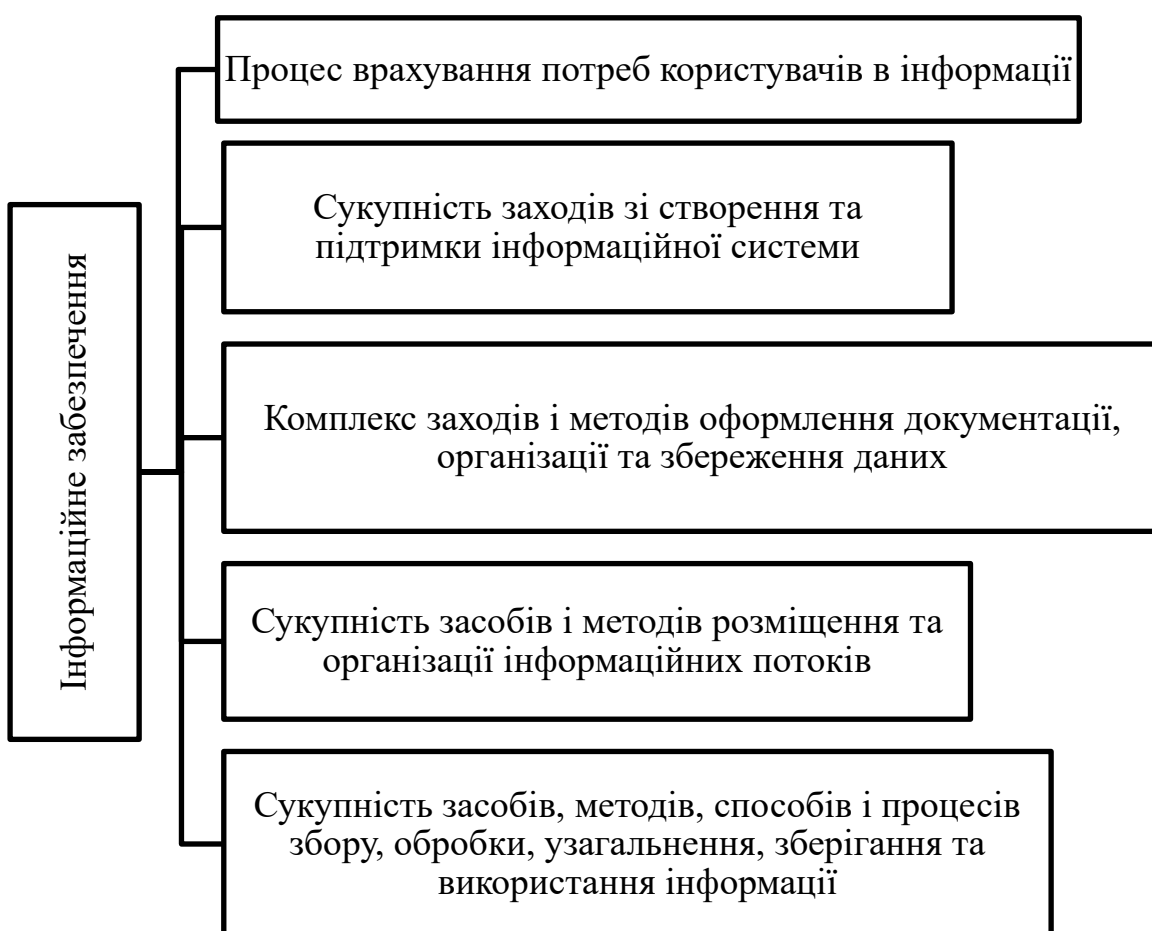 Інформаційне забезпечення
Процес врахування потреб користувачів в інформації
Сукупність заходів зі створення та
підтримки інформаційної системи
Комплекс заходів і методів оформлення документації,
організації та збереження даних
Сукупність засобів і методів розміщення та
організації інформаційних потоків
Сукупність засобів, методів, способів і процесів
збору, обробки, узагальнення, зберігання та
використання інформації